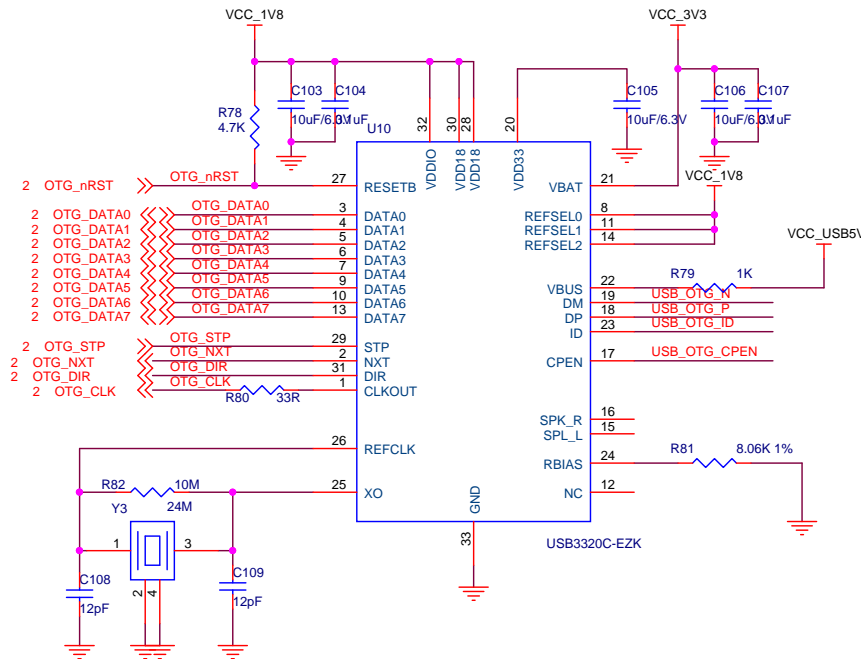 VCC_1V8
VCC_3V3
C103
C104
10uF/6.3V
0.1uF
R78
4.7K
U10
C105
10uF/6.3V
C106
C107
10uF/6.3V
0.1uF
32
30
28
20
VDDIO
VDD18
VDD18
VDD33
2 OTG_nRST
OTG_nRST
27
RESETB
VBAT
21
VCC_1V8
2 OTG_DATA0
OTG_DATA0
3
DATA0
REFSEL0
8
2 OTG_DATA1
OTG_DATA1
4
DATA1
REFSEL1
11
2 OTG_DATA2
OTG_DATA2
5
DATA2
REFSEL2
14
VCC_USB5V
2 OTG_DATA3
OTG_DATA3
6
DATA3
2 OTG_DATA4
OTG_DATA4
7
DATA4
2 OTG_DATA5
OTG_DATA5
9
DATA5
VBUS
22
R79
1K
2 OTG_DATA6
OTG_DATA6
10
DATA6
DM
19
USB_OTG_N
2 OTG_DATA7
OTG_DATA7
13
DATA7
DP
18
USB_OTG_P
ID
23
USB_OTG_ID
2 OTG_STP
OTG_STP
29
STP
2 OTG_NXT
OTG_NXT
2
NXT
CPEN
17
USB_OTG_CPEN
2 OTG_DIR
OTG_DIR
31
DIR
2 OTG_CLK
OTG_CLK
R80
33R
1
CLKOUT
SPK_R
16
SPL_L
15
26
REFCLK
RBIAS
24
R81
8.06K 1%
R82
10M
25
XO
NC
12
GND
33
USB3320C-EZK
Y3
24M
1
3
2
4
C108
12pF
C109
12pF